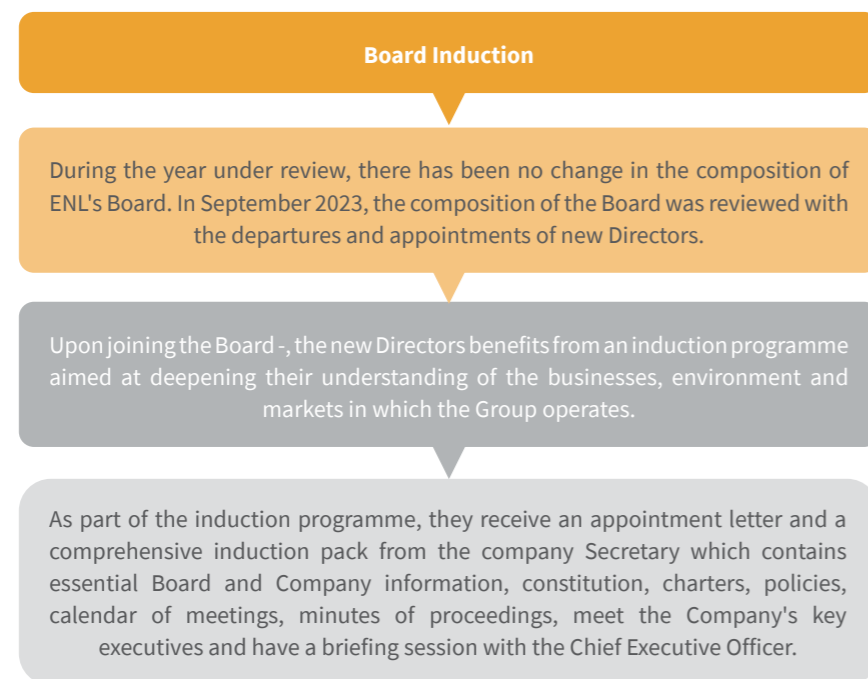 Board Induction
During the year under review, there has been no change in the composition of
ENL's Board. In September 2023, the composition of the Board was reviewed with
the departures and appointments of new Directors.
Upon joining the Board -, the new Directors benefits from an induction programme
aimed at deepening their understanding of the businesses, environment and
markets in which the Group operates.
As part of the induction programme, they receive an appointment letter and a
comprehensive induction pack from the company Secretary which contains
essential Board and Company information, constitution, charters, policies,
calendar of meetings, minutes of proceedings, meet the Company's key
executives and have a briefing session with the Chief Executive Officer.